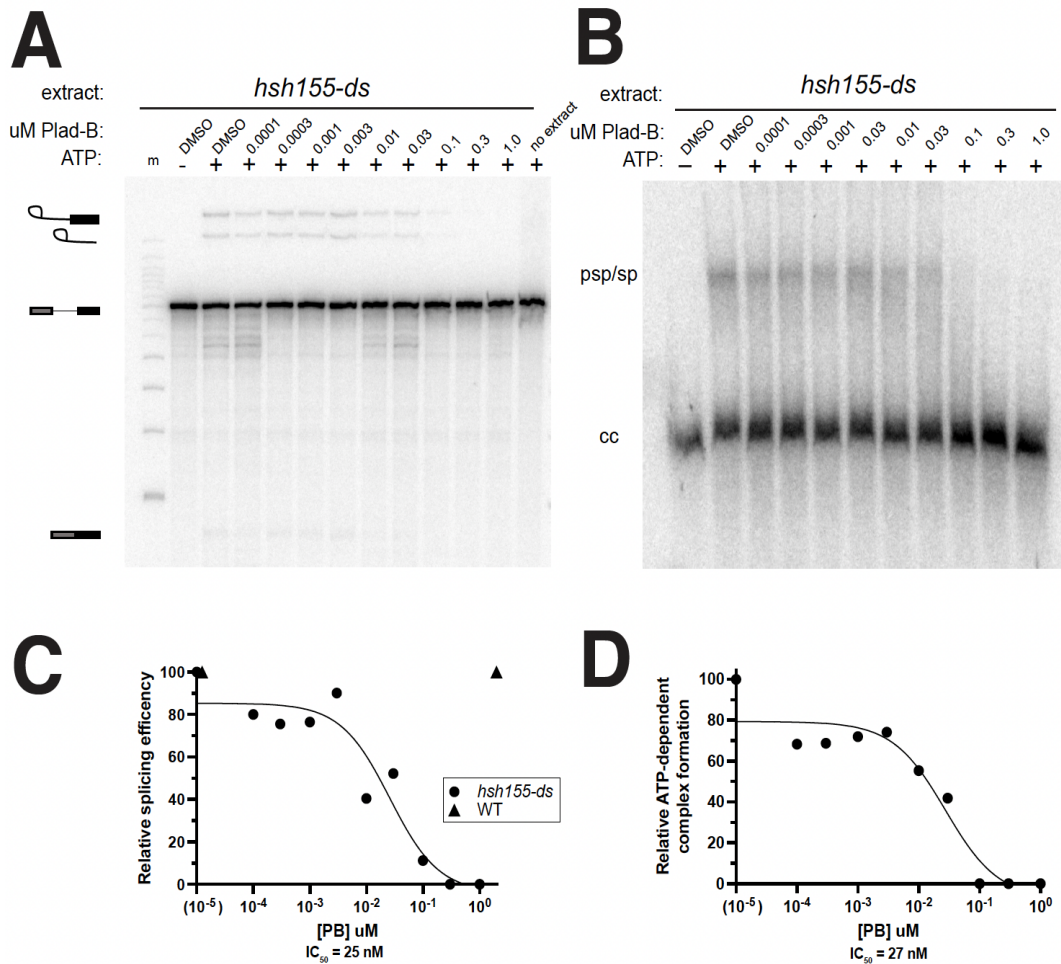 A
extract:
hsh155-ds
uM Plad-B:
DMSO DMSO 0.0001 0.0003 0.001 0.003 0.01 0.03 0.1 0.3 1.0 no extract
ATP:
m - + + + + + + + + + + +
B
extract:
hsh155-ds
uM Plad-B:
DMSO DMSO 0.0001 0.0003 0.001 0.03 0.01 0.03 0.1 0.3 1.0
ATP:
− + + + + + + + + + +
psp/sp
cc
C
Relative splicing efficency
100
80
60
40
20
0
(10⁻⁵) 10⁻⁴ 10⁻³ 10⁻² 10⁻¹ 10⁰
[PB] uM
IC₅₀ = 25 nM
hsh155-ds
WT
D
Relative ATP-dependent
complex formation
100
80
60
40
20
0
(10⁻⁵) 10⁻⁴ 10⁻³ 10⁻² 10⁻¹ 10⁰
[PB] uM
IC₅₀ = 27 nM